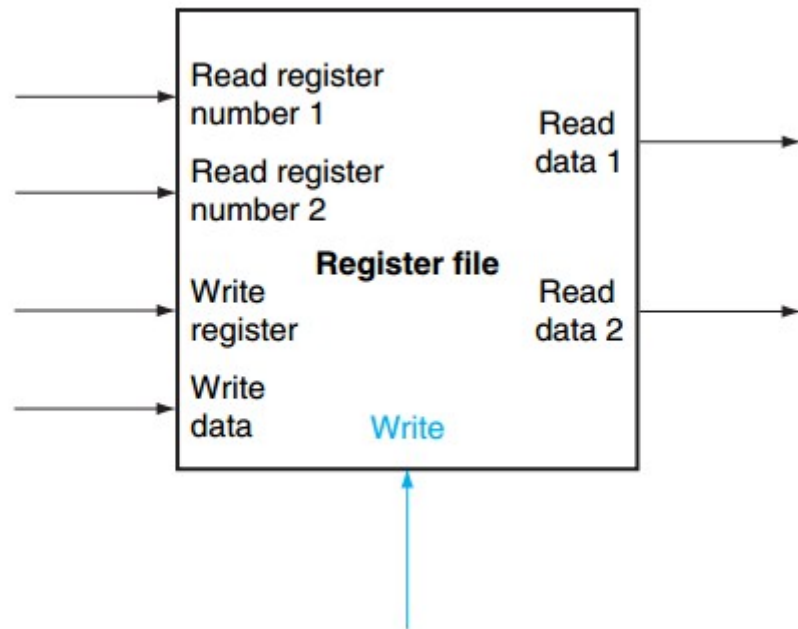 Read register
number 1
Read
data 1
Read register
number 2
Register file
Write
register
Read
data 2
Write
data
Write